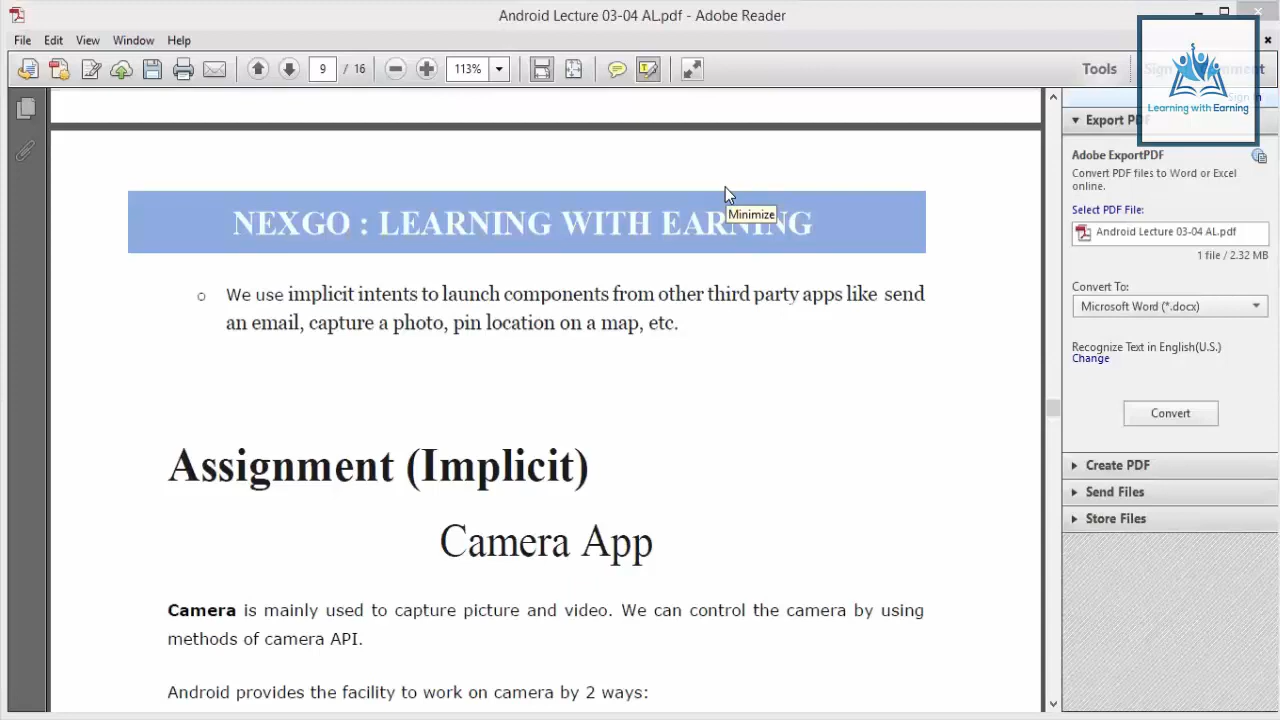 Android Lecture 03-04 AL.pdf - Adobe Reader
File Edit View Window Help
9 / 16 113% Tools
Learning with Earning
NEXGO : LEARNING WITH EARNING
Minimize
o We use implicit intents to launch components from other third party apps like send
an email, capture a photo, pin location on a map, etc.
Assignment (Implicit)
Camera App
Camera is mainly used to capture picture and video. We can control the camera by using
methods of camera API.
Android provides the facility to work on camera by 2 ways:
Export PDF
Adobe ExportPDF
Convert PDF files to Word or Excel
online.
Select PDF File:
Android Lecture 03-04 AL.pdf
1 file / 2.32 MB
Convert To:
Microsoft Word (*.docx)
Recognize Text in English(U.S.)
Change
Convert
Create PDF
Send Files
Store Files